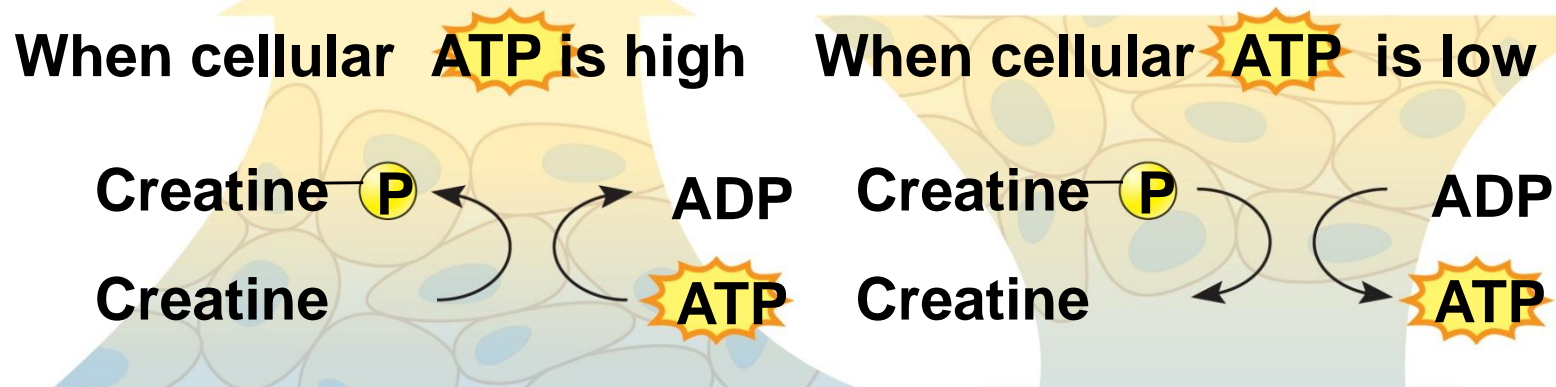 When cellular ATP is high
Creatine P ADP
Creatine ATP
When cellular ATP is low
Creatine P ADP
Creatine ATP